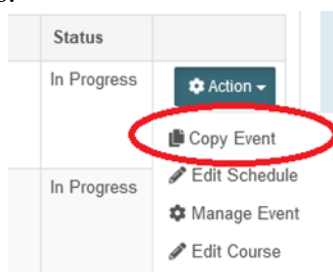 Status
In Progress
Action
Copy Event
Edit Schedule
In Progress
Manage Event
Edit Course